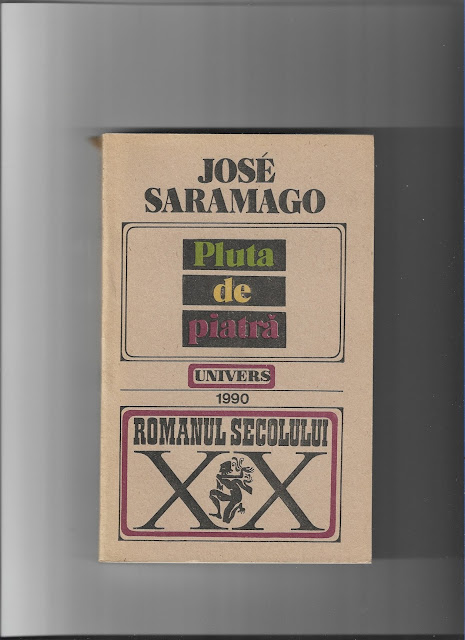 JOSÉ
SARAMAGO
Pluta
de
piatră
UNIVERS
1990
ROMANUL SECOLULUI
XX